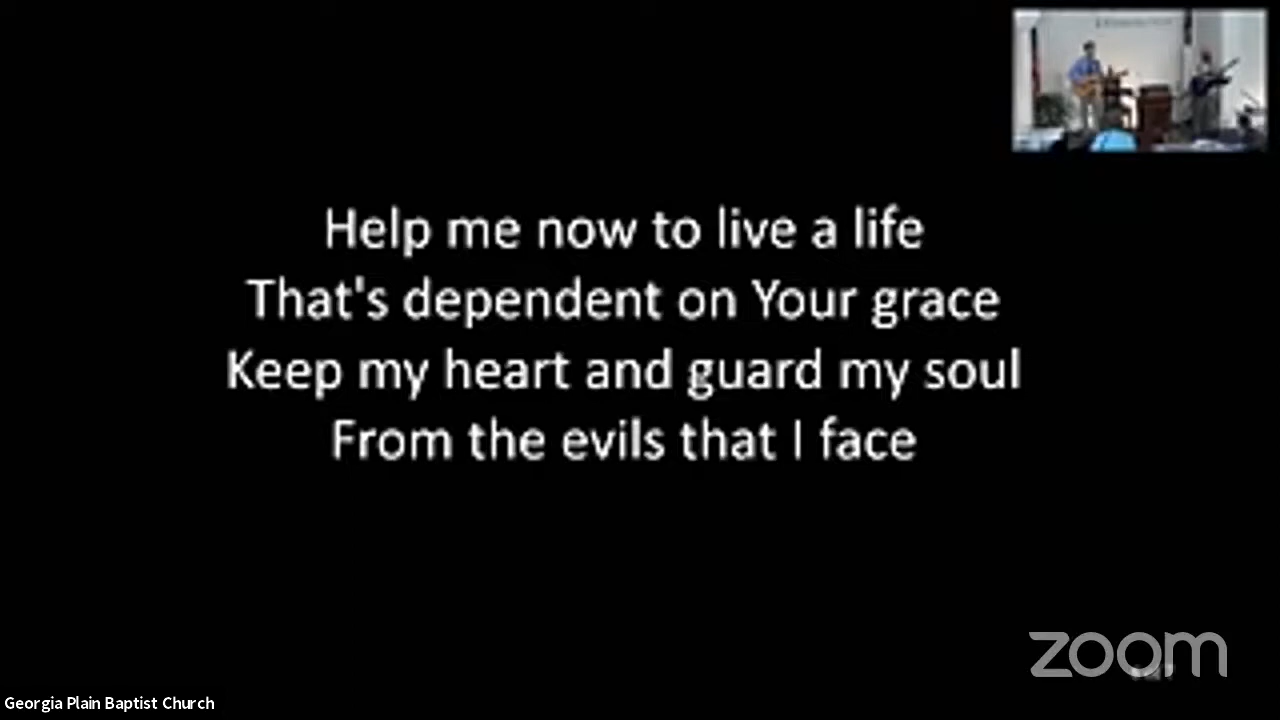 Help me now to live a life
That's dependent on Your grace
Keep my heart and guard my soul
From the evils that I face
zoom
Georgia Plain Baptist Church